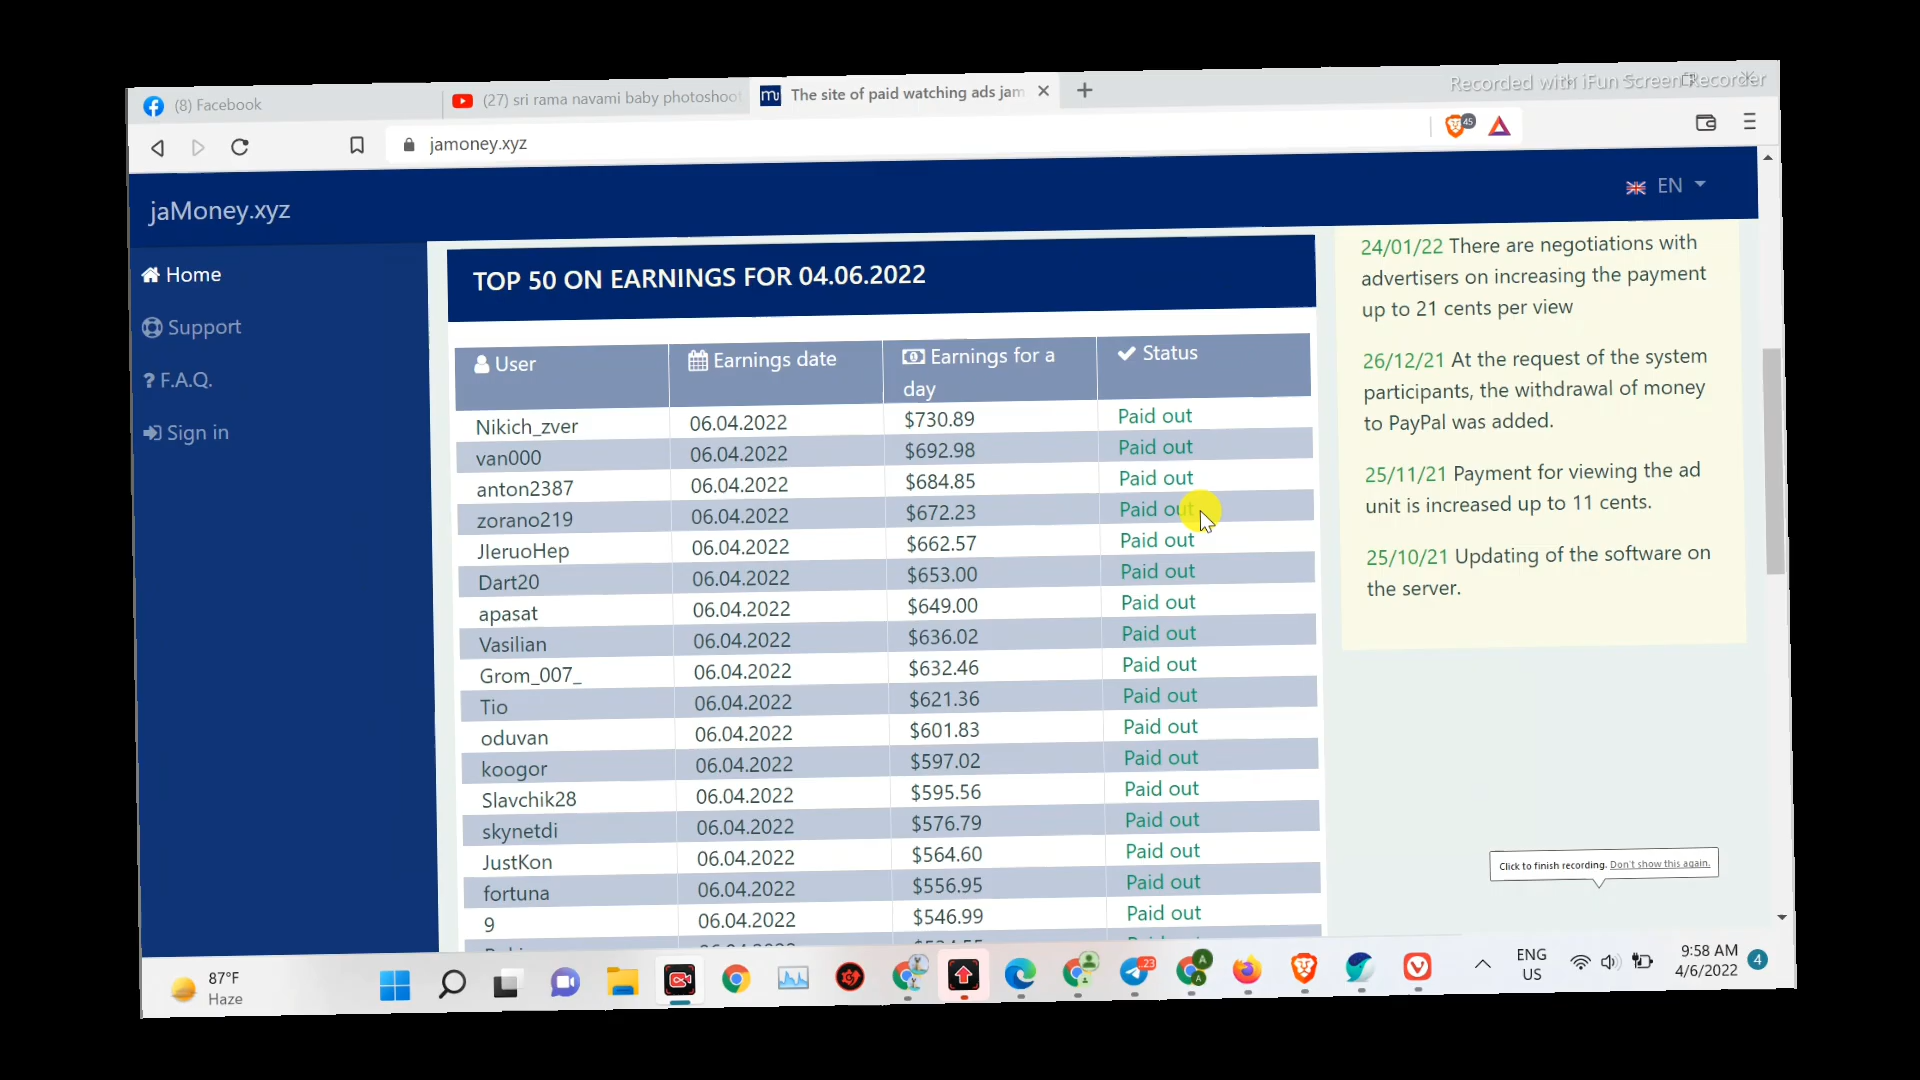 (8) Facebook
(27) sri rama navami baby photoshoot
The site of paid watching ads jam
Recorded with iFun Screen Recorder
jamoney.xyz
45
jaMoney.xyz
EN
Home
Support
? F.A.Q.
Sign in
TOP 50 ON EARNINGS FOR 04.06.2022
User Earnings date Earnings for a day Status
Nikich_zver 06.04.2022 $730.89 Paid out
van000 06.04.2022 $692.98 Paid out
anton2387 06.04.2022 $684.85 Paid out
zorano219 06.04.2022 $672.23 Paid out
JleruoHep 06.04.2022 $662.57 Paid out
Dart20 06.04.2022 $653.00 Paid out
apasat 06.04.2022 $649.00 Paid out
Vasilian 06.04.2022 $636.02 Paid out
Grom_007_ 06.04.2022 $632.46 Paid out
Tio 06.04.2022 $621.36 Paid out
oduvan 06.04.2022 $601.83 Paid out
koogor 06.04.2022 $597.02 Paid out
Slavchik28 06.04.2022 $595.56 Paid out
skynetdi 06.04.2022 $576.79 Paid out
JustKon 06.04.2022 $564.60 Paid out
fortuna 06.04.2022 $556.95 Paid out
9 06.04.2022 $546.99 Paid out
24/01/22 There are negotiations with
advertisers on increasing the payment
up to 21 cents per view
26/12/21 At the request of the system
participants, the withdrawal of money
to PayPal was added.
25/11/21 Payment for viewing the ad
unit is increased up to 11 cents.
25/10/21 Updating of the software on
the server.
Click to finish recording. Don't show this again.
87°F
Haze
23
A
A
ENG
US
9:58 AM
4/6/2022
4